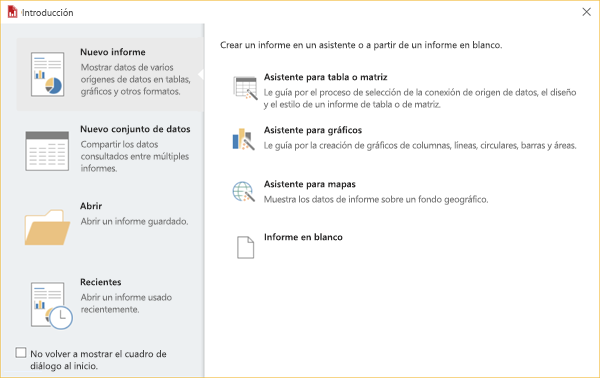 Introducción
Nuevo informe
Mostrar datos de varios
orígenes de datos en tablas,
gráficos y otros formatos.
Nuevo conjunto de datos
Compartir los datos
consultados entre múltiples
informes.
Abrir
Abrir un informe guardado.
Recientes
Abrir un informe usado
recientemente.
No volver a mostrar el cuadro de
diálogo al inicio.
Crear un informe en un asistente o a partir de un informe en blanco.
Asistente para tabla o matriz
Le guía por el proceso de selección de la conexión de origen de datos, el diseño
y el estilo de un informe de tabla o de matriz.
Asistente para gráficos
Le guía por la creación de gráficos de columnas, líneas, circulares, barras y áreas.
Asistente para mapas
Muestra los datos de informe sobre un fondo geográfico.
Informe en blanco